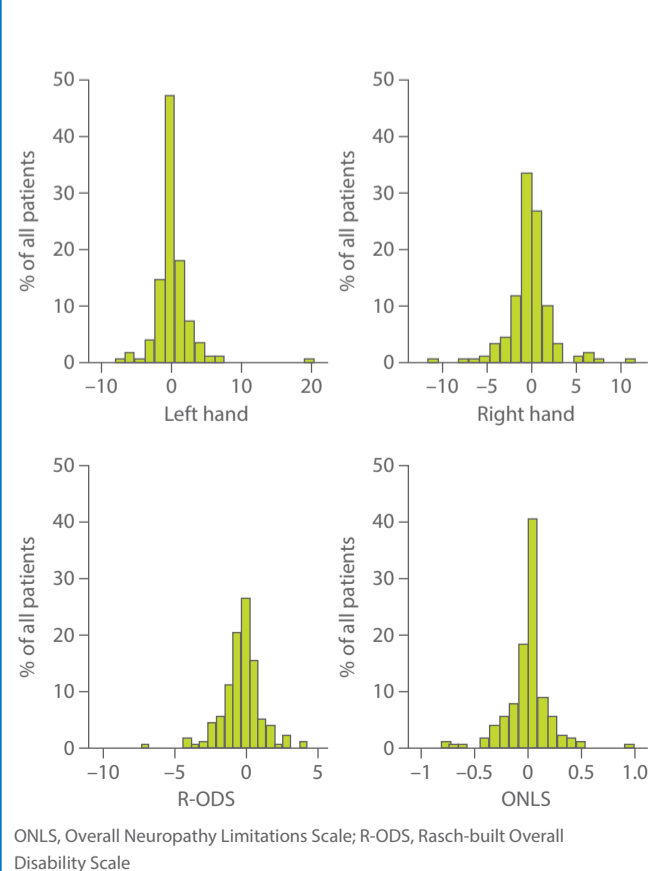 50
40
30
20
10
0
% of all patients
–10 0 10 20
Left hand
50
40
30
20
10
0
% of all patients
–10 –5 0 5 10
Right hand
50
40
30
20
10
0
% of all patients
–10 –5 0 5
R-ODS
50
40
30
20
10
0
% of all patients
–1 –0.5 0 0.5 1.0
ONLS
ONLS, Overall Neuropathy Limitations Scale; R-ODS, Rasch-built Overall
Disability Scale